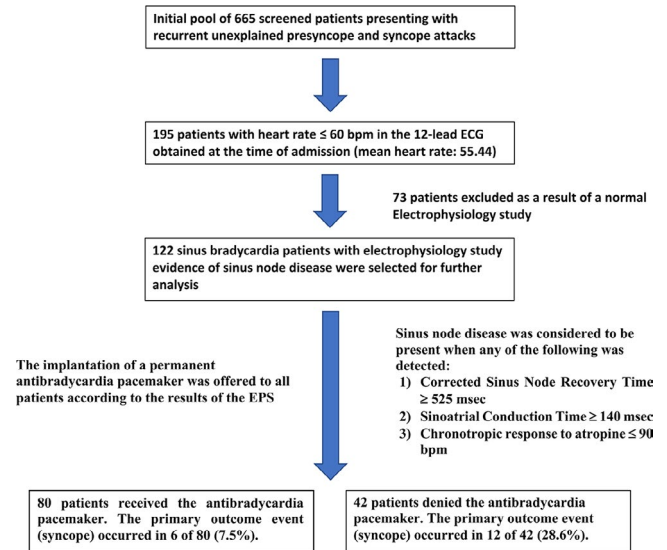 Initial pool of 665 screened patients presenting with
recurrent unexplained presyncope and syncope attacks
195 patients with heart rate ≤ 60 bpm in the 12-lead ECG
obtained at the time of admission (mean heart rate: 55.44)
73 patients excluded as a result of a normal
Electrophysiology study
122 sinus bradycardia patients with electrophysiology study
evidence of sinus node disease were selected for further
analysis
The implantation of a permanent
antibradycardia pacemaker was offered to all
patients according to the results of the EPS
Sinus node disease was considered to be
present when any of the following was
detected:
1) Corrected Sinus Node Recovery Time
≥ 525 msec
2) Sinoatrial Conduction Time ≥ 140 msec
3) Chronotropic response to atropine ≤ 90
bpm
80 patients received the antibradycardia
pacemaker. The primary outcome event
(syncope) occurred in 6 of 80 (7.5%).
42 patients denied the antibradycardia
pacemaker. The primary outcome event
(syncope) occurred in 12 of 42 (28.6%).